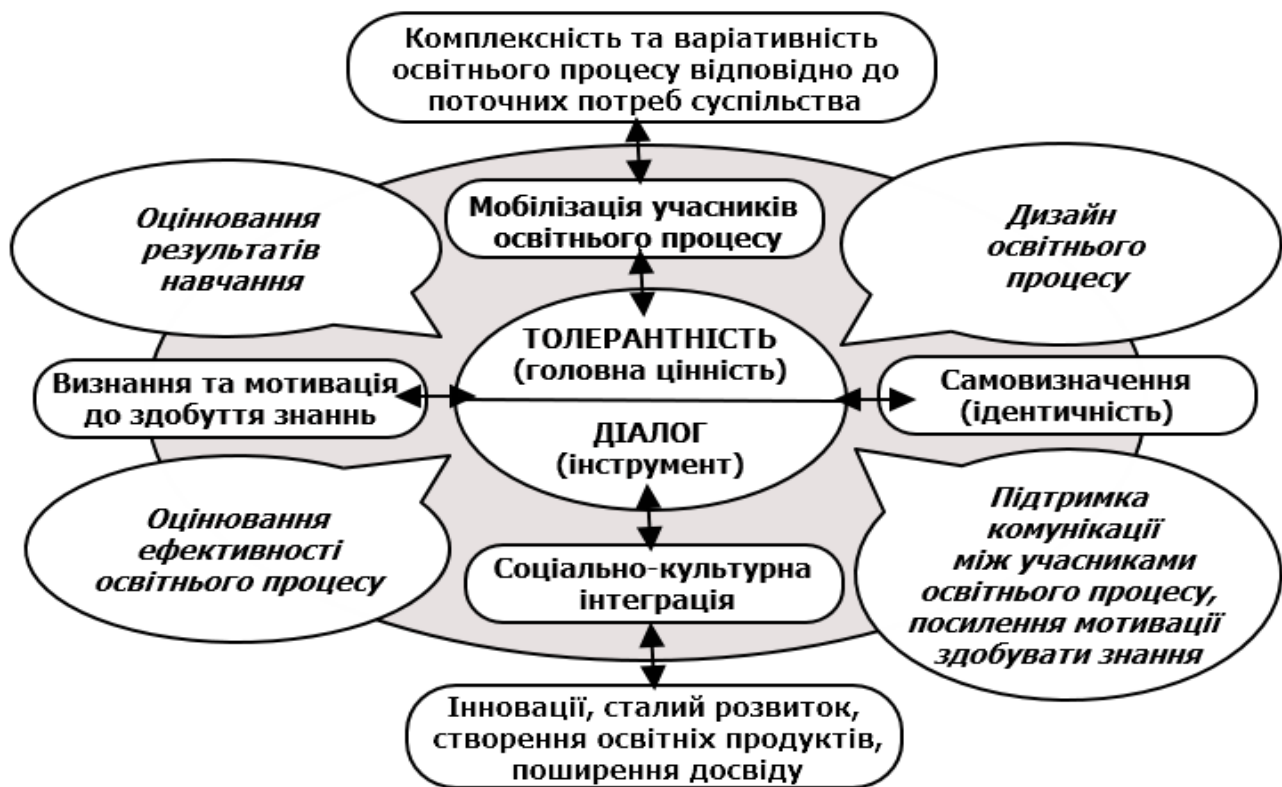 Комплексність та варіативність
освітнього процесу відповідно до
поточних потреб суспільства
Оцінювання
результатів
навчання
Мобілізація учасників
освітнього процесу
Дизайн
освітнього
процесу
ТОЛЕРАНТНІСТЬ
(головна цінність)
Визнання та мотивація
до здобуття знаннь
Самовизначення
(ідентичність)
ДІАЛОГ
(інструмент)
Оцінювання
ефективності
освітнього процесу
Соціально-культурна
інтеграція
Підтримка
комунікації
між учасниками
освітнього процесу,
посилення мотивації
здобувати знання
Інновації, сталий розвиток,
створення освітніх продуктів,
поширення досвіду